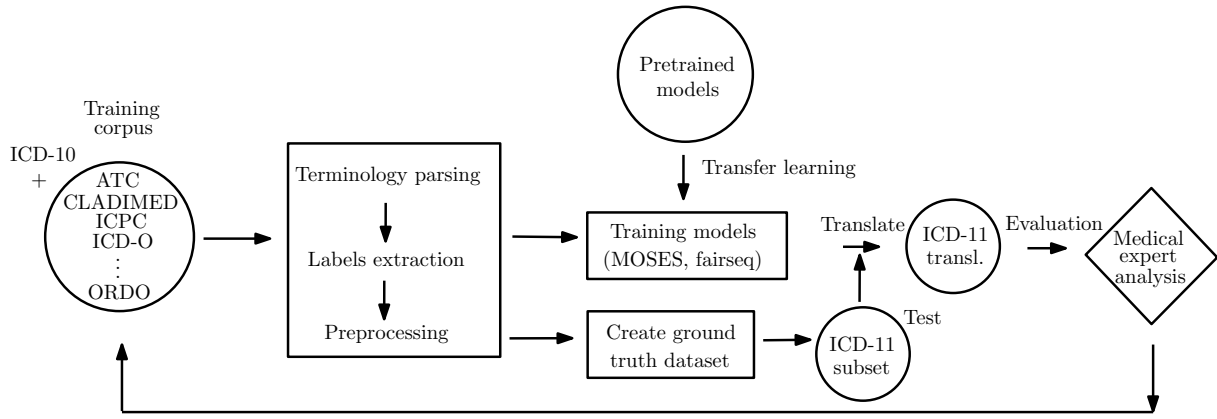 Training
corpus
ICD-10
+
ATC
CLADIMED
ICPC
ICD-O
⋮
ORDO
Terminology parsing
Labels extraction
Preprocessing
Pretrained
models
Transfer learning
Training models
(MOSES, fairseq)
Create ground
truth dataset
Translate
Test
ICD-11
subset
ICD-11
transl.
Evaluation
Medical
expert
analysis